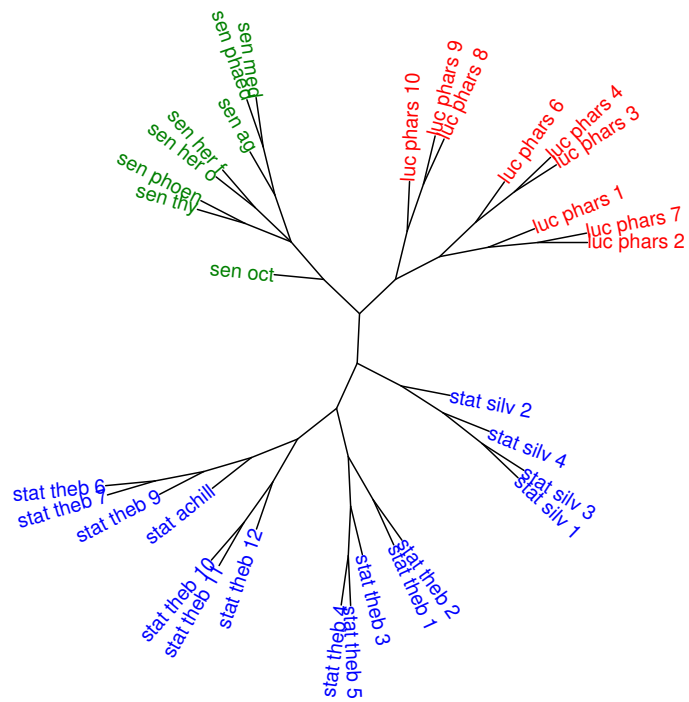 sen med
sen phaed
sen ag
sen her f
sen her o
sen phoen
sen thy
sen oct
luc phars 10
luc phars 9
luc phars 8
luc phars 6
luc phars 4
luc phars 3
luc phars 1
luc phars 7
luc phars 2
stat silv 2
stat silv 4
stat silv 3
stat silv 1
stat theb 2
stat theb 1
stat theb 3
stat theb 5
stat theb 4
stat theb 12
stat theb 11
stat theb 10
stat achill
stat theb 9
stat theb 7
stat theb 6